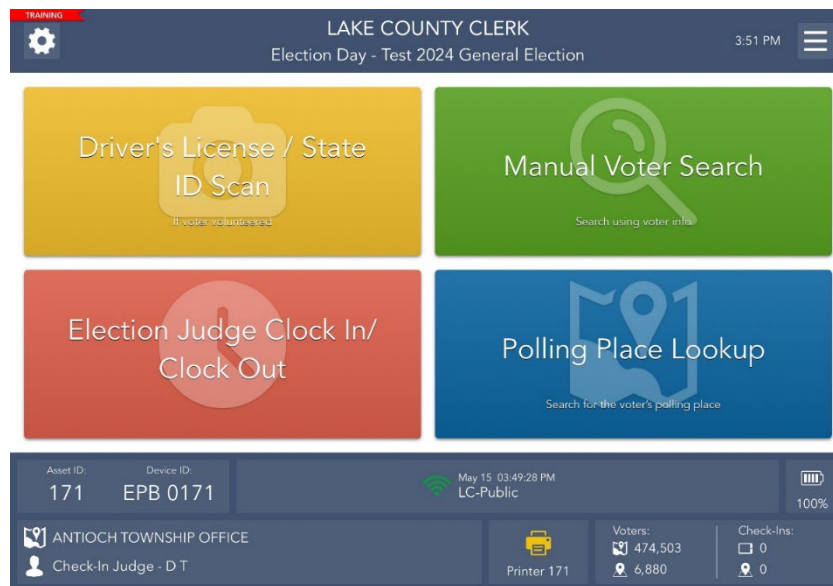 TRAINING
LAKE COUNTY CLERK
Election Day - Test 2024 General Election
3:51 PM
Driver's License / State
ID Scan
If voter volunteered
Manual Voter Search
Search using voter info
Election Judge Clock In/
Clock Out
Polling Place Lookup
Search for the voter's polling place
Asset ID:
171
Device ID:
EPB 0171
May 15 03:49:28 PM
LC-Public
100%
ANTIOCH TOWNSHIP OFFICE
Check-In Judge - D T
Printer 171
Voters:
474,503
6,880
Check-Ins:
0
0